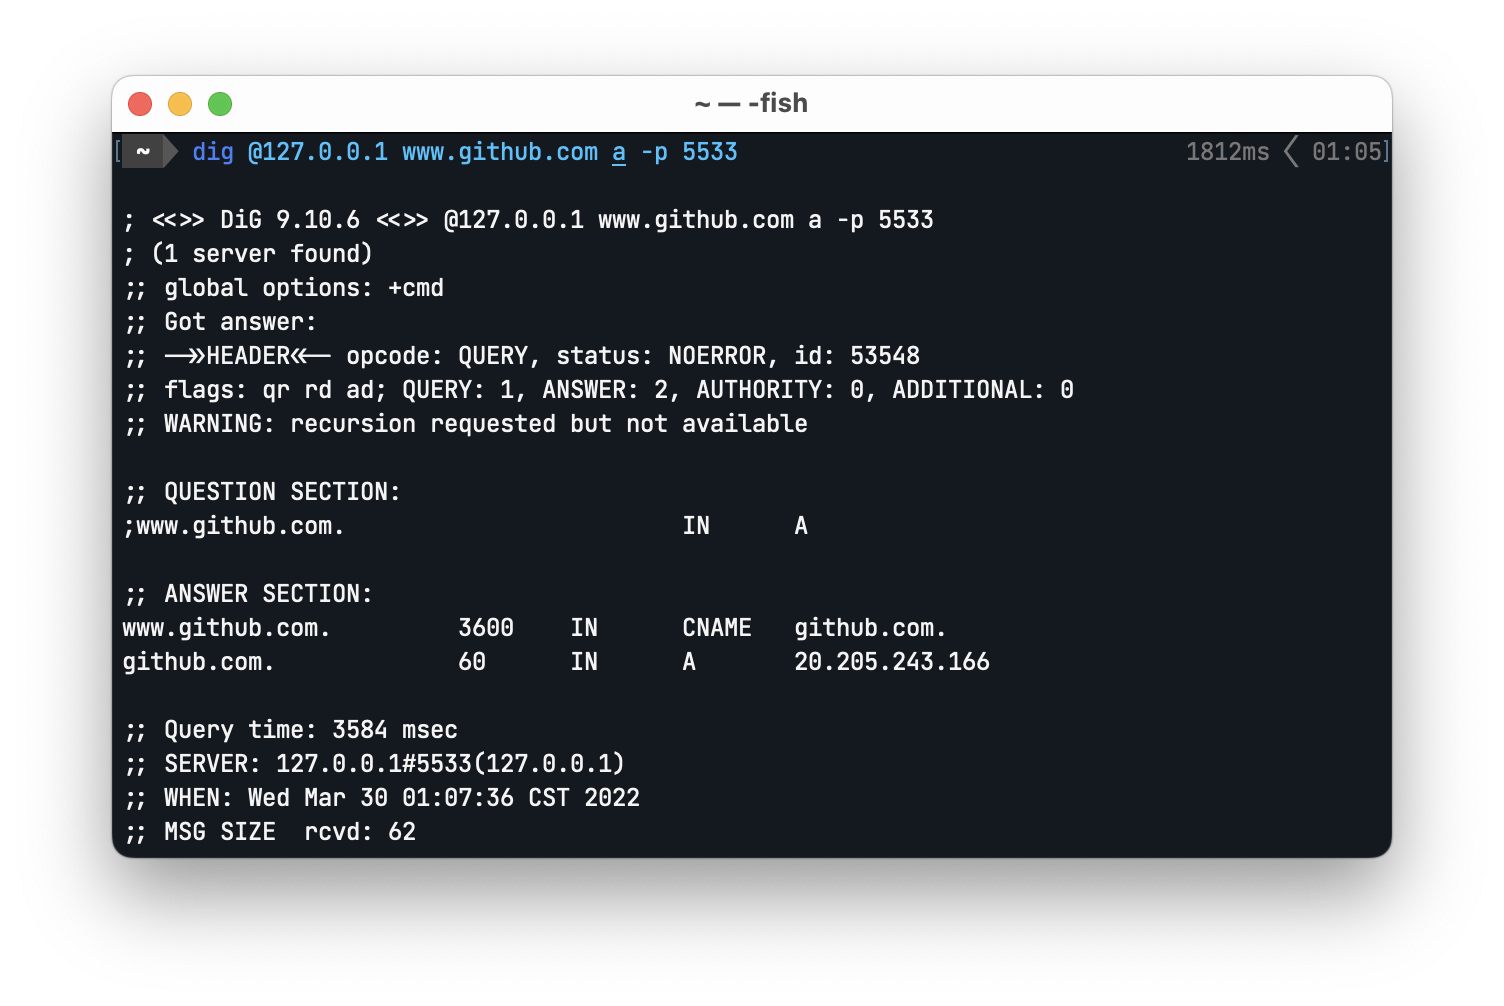 ~ — -fish
[ ~ dig @127.0.0.1 www.github.com a -p 5533 1812ms < 01:05]
; <<>> DiG 9.10.6 <<>> @127.0.0.1 www.github.com a -p 5533
; (1 server found)
;; global options: +cmd
;; Got answer:
;; ->>HEADER<<- opcode: QUERY, status: NOERROR, id: 53548
;; flags: qr rd ad; QUERY: 1, ANSWER: 2, AUTHORITY: 0, ADDITIONAL: 0
;; WARNING: recursion requested but not available
;; QUESTION SECTION:
;www.github.com. IN A
;; ANSWER SECTION:
www.github.com. 3600 IN CNAME github.com.
github.com. 60 IN A 20.205.243.166
;; Query time: 3584 msec
;; SERVER: 127.0.0.1#5533(127.0.0.1)
;; WHEN: Wed Mar 30 01:07:36 CST 2022
;; MSG SIZE  rcvd: 62